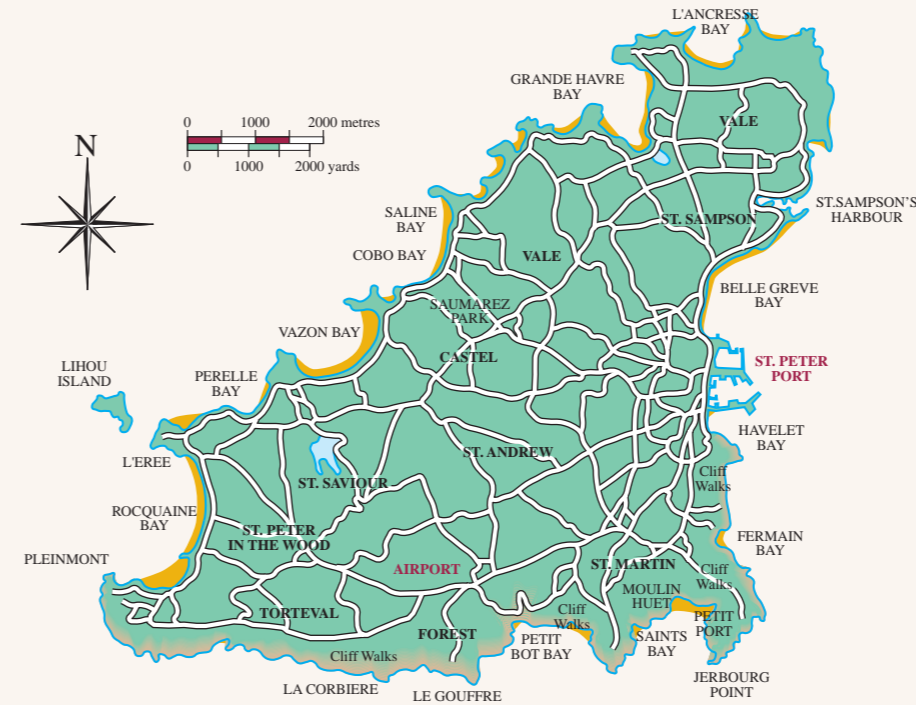 L'ANCRESSE
BAY
GRANDE HAVRE
BAY
0 1000 2000 metres
0 1000 2000 yards
N
VALE
SALINE
BAY
ST. SAMPSON
ST.SAMPSON'S
HARBOUR
COBO BAY
VALE
BELLE GREVE
BAY
SAUMAREZ
PARK
VAZON BAY
CASTEL
ST. PETER
PORT
LIHOU
ISLAND
PERELLE
BAY
HAVELET
BAY
L'EREE
ST. ANDREW
Cliff
Walks
ST. SAVIOUR
ROCQUAINE
BAY
ST. PETER
IN THE WOOD
FERMAIN
BAY
PLEINMONT
AIRPORT
ST. MARTIN
Cliff
Walks
MOULIN
HUET
TORTEVAL
Cliff
Walks
PETIT
PORT
FOREST
PETIT
BOT BAY
SAINTS
BAY
Cliff Walks
JERBOURG
POINT
LA CORBIERE
LE GOUFFRE